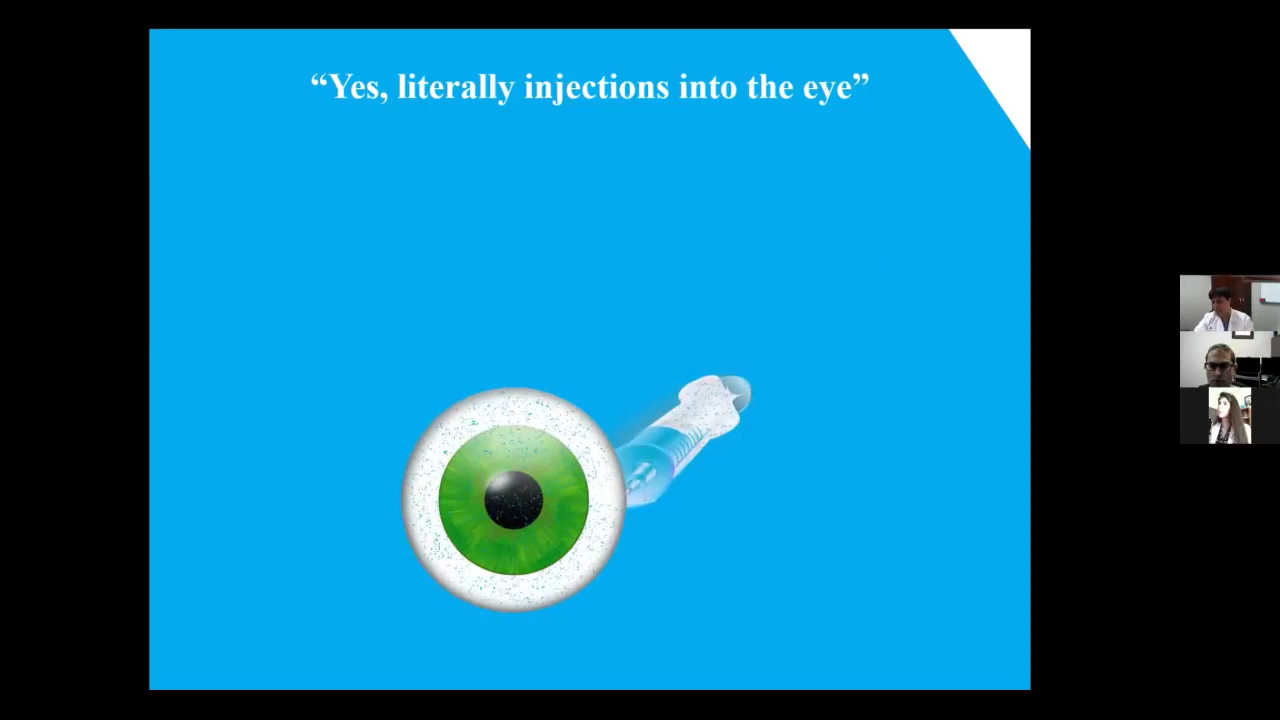 “Yes, literally injections into the eye”